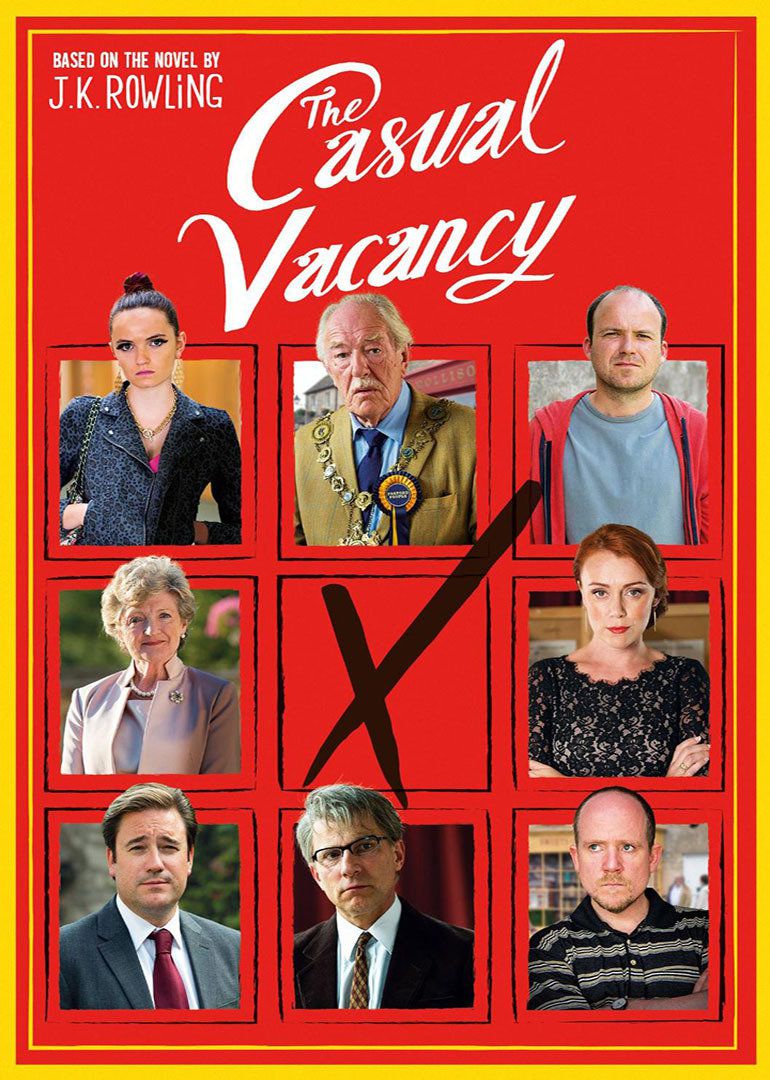 BASED ON THE NOVEL BY
J.K. ROWLING
The
Casual
Vacancy